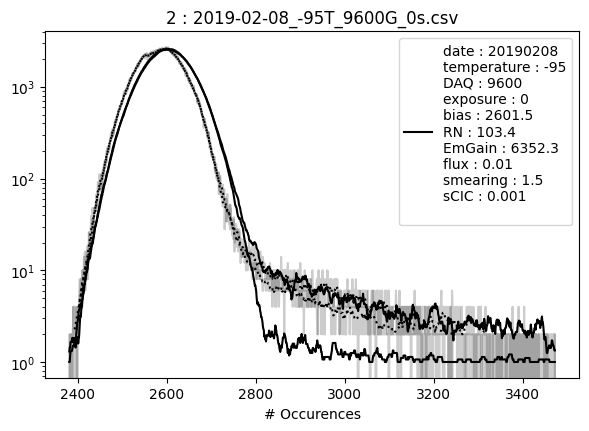 2 : 2019-02-08_-95T_9600G_0s.csv
date : 20190208
temperature : -95
DAQ : 9600
exposure : 0
bias : 2601.5
RN : 103.4
EmGain : 6352.3
flux : 0.01
smearing : 1.5
sCIC : 0.001
10³
10²
10¹
10⁰
2400 2600 2800 3000 3200 3400
# Occurences